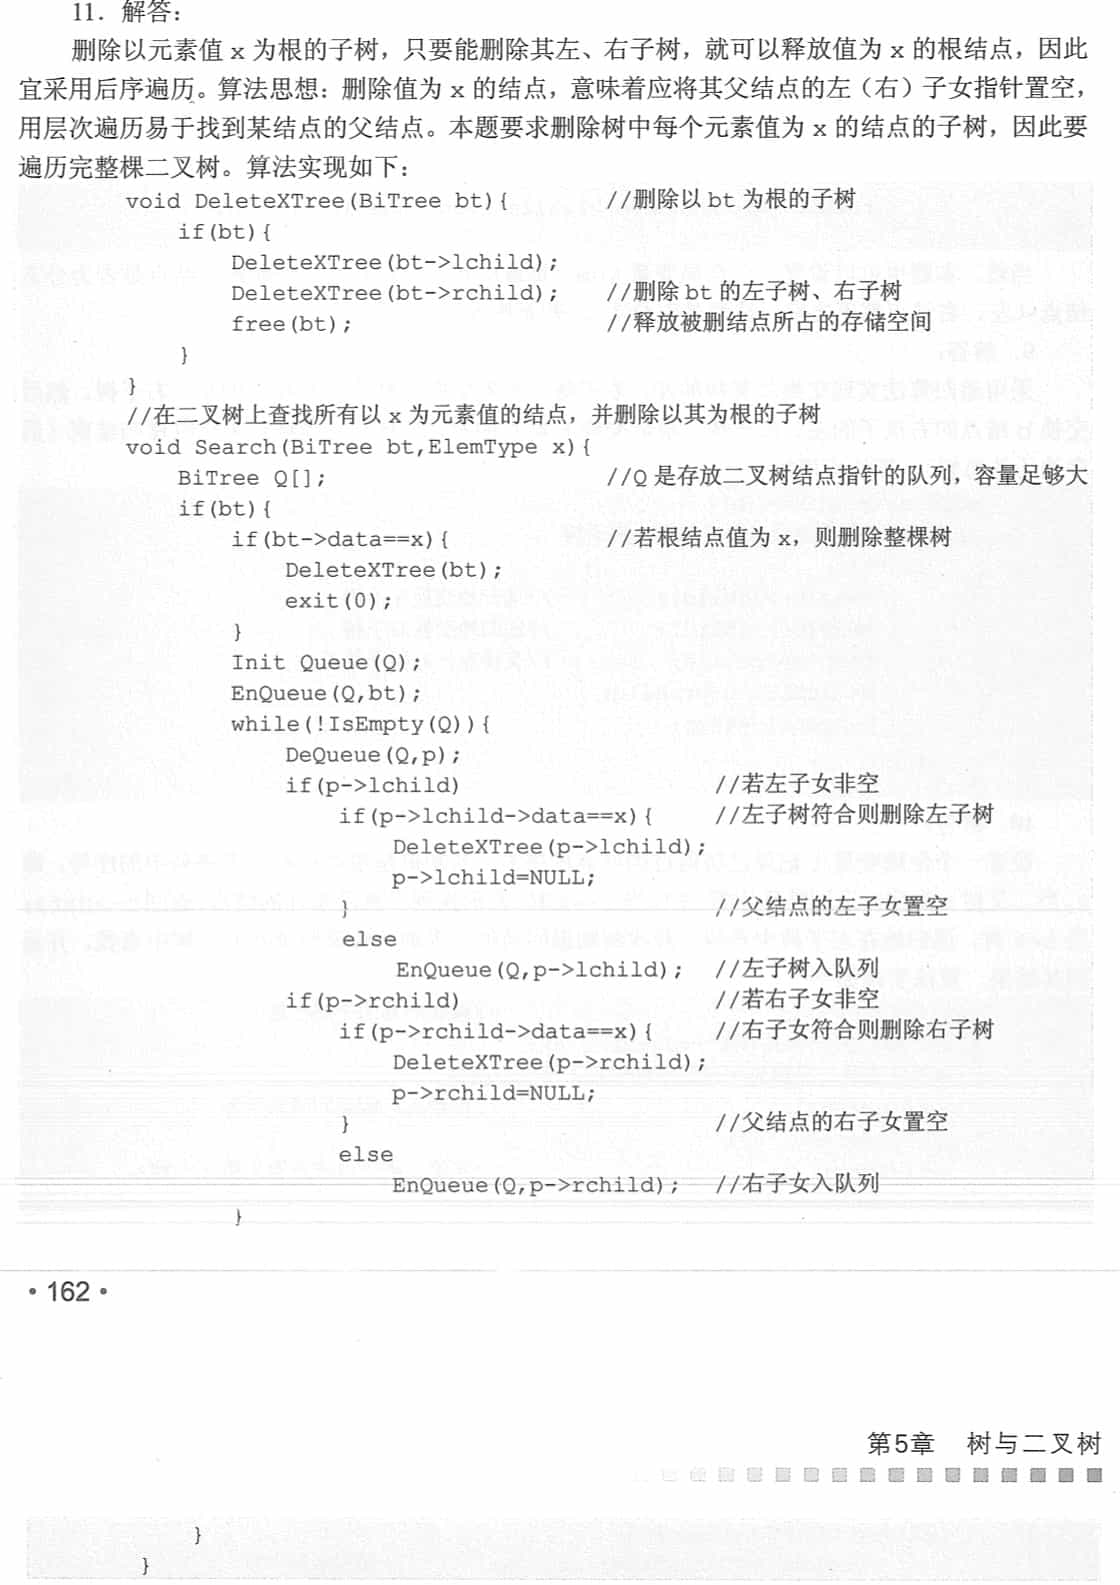 11．解答：
删除以元素值 x 为根的子树，只要能删除其左、右子树，就可以释放值为 x 的根结点，因此
宜采用后序遍历。算法思想：删除值为 x 的结点，意味着应将其父结点的左（右）子女指针置空，
用层次遍历易于找到某结点的父结点。本题要求删除树中每个元素值为 x 的结点的子树，因此要
遍历完整棵二叉树。算法实现如下：
void DeleteXTree(BiTree bt){ //删除以 bt 为根的子树
if(bt){
DeleteXTree(bt->lchild);
DeleteXTree(bt->rchild); //删除 bt 的左子树、右子树
free(bt); //释放被删结点所占的存储空间
}
}
//在二叉树上查找所有以 x 为元素值的结点，并删除以其为根的子树
void Search(BiTree bt,ElemType x){
BiTree Q[]; //Q 是存放二叉树结点指针的队列，容量足够大
if(bt){
if(bt->data==x){ //若根结点值为 x，则删除整棵树
DeleteXTree(bt);
exit(0);
}
Init Queue(Q);
EnQueue(Q,bt);
while(!IsEmpty(Q)){
DeQueue(Q,p);
if(p->lchild) //若左子女非空
if(p->lchild->data==x){ //左子树符合则删除左子树
DeleteXTree(p->lchild);
p->lchild=NULL;
} //父结点的左子女置空
else
EnQueue(Q,p->lchild); //左子树入队列
if(p->rchild) //若右子女非空
if(p->rchild->data==x){ //右子女符合则删除右子树
DeleteXTree(p->rchild);
p->rchild=NULL;
} //父结点的右子女置空
else
EnQueue(Q,p->rchild); //右子女入队列
}
•162•
第5章 树与二叉树
}
}